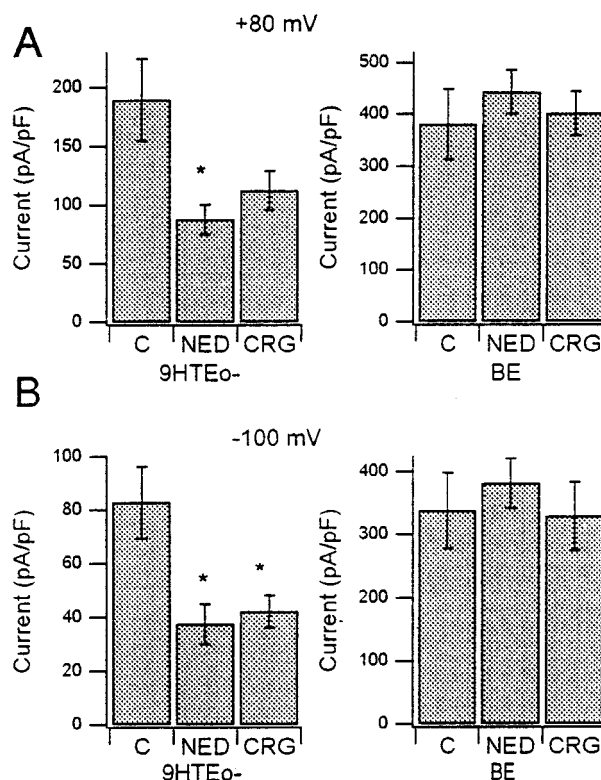 +80 mV
A
Current (pA/pF)
200
150
100
50
0
*
C NED CRG
9HTEo-
Current (pA/pF)
500
400
300
200
100
0
C NED CRG
BE
B
-100 mV
Current (pA/pF)
100
80
60
40
20
0
* *
C NED CRG
9HTEo-
Current (pA/pF)
400
300
200
100
0
C NED CRG
BE